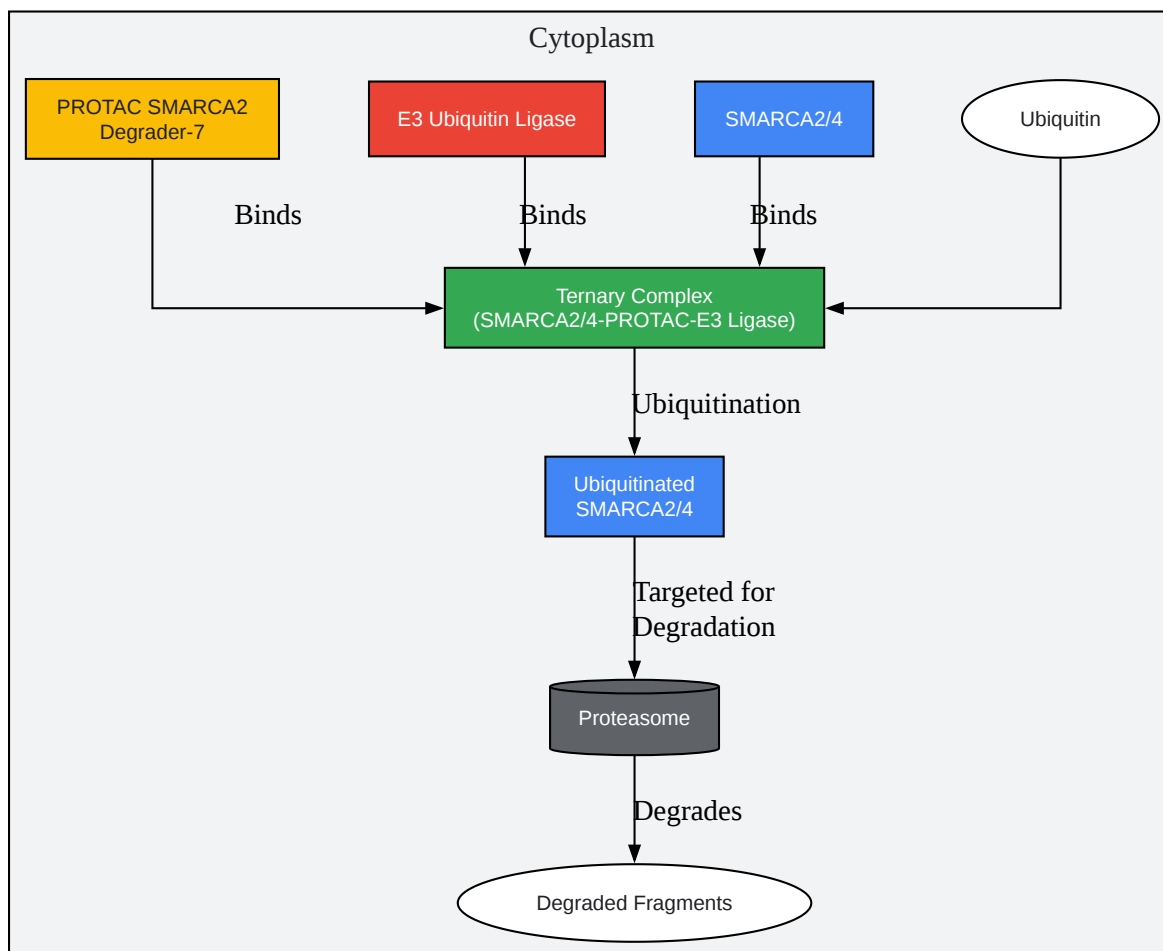 Cytoplasm
PROTAC SMARCA2
Degrader-7
E3 Ubiquitin Ligase
SMARCA2/4
Ubiquitin
Binds
Binds
Binds
Ternary Complex
(SMARCA2/4-PROTAC-E3 Ligase)
Ubiquitination
Ubiquitinated
SMARCA2/4
Targeted for
Degradation
Proteasome
Degrades
Degraded Fragments